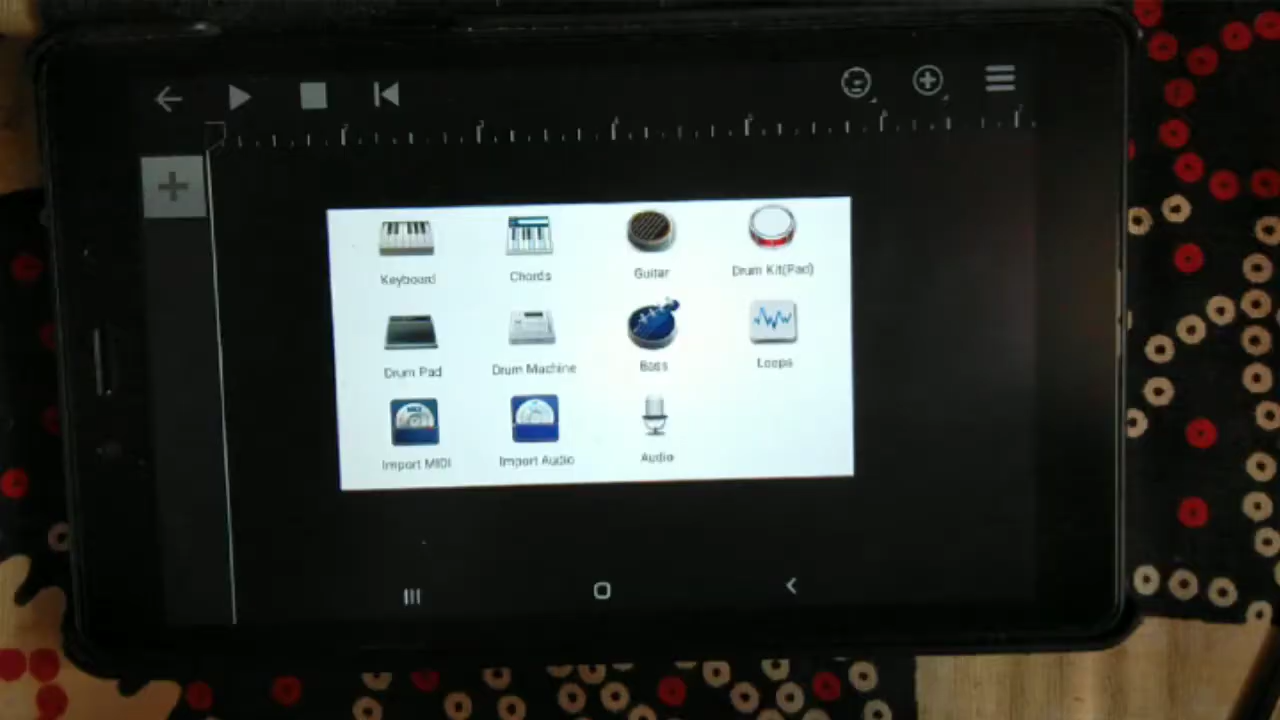 Keyboard Chords Guitar Drum Kit(Pad)
Drum Pad Drum Machine Bass Loops
Import MIDI Import Audio Audio